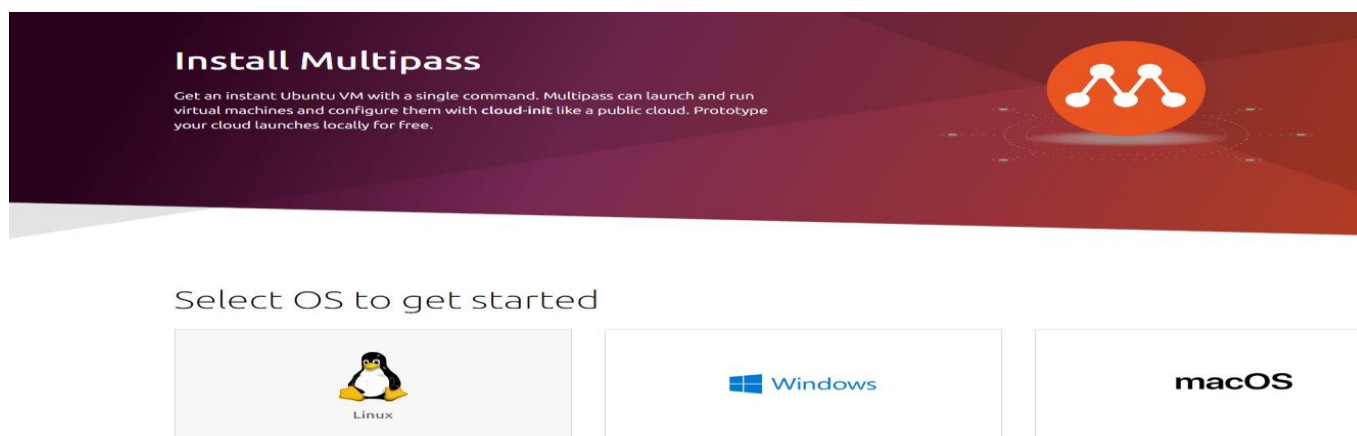 Install Multipass
Get an instant Ubuntu VM with a single command. Multipass can launch and run
virtual machines and configure them with cloud-init like a public cloud. Prototype
your cloud launches locally for free.
Select OS to get started
Linux
Windows
macOS